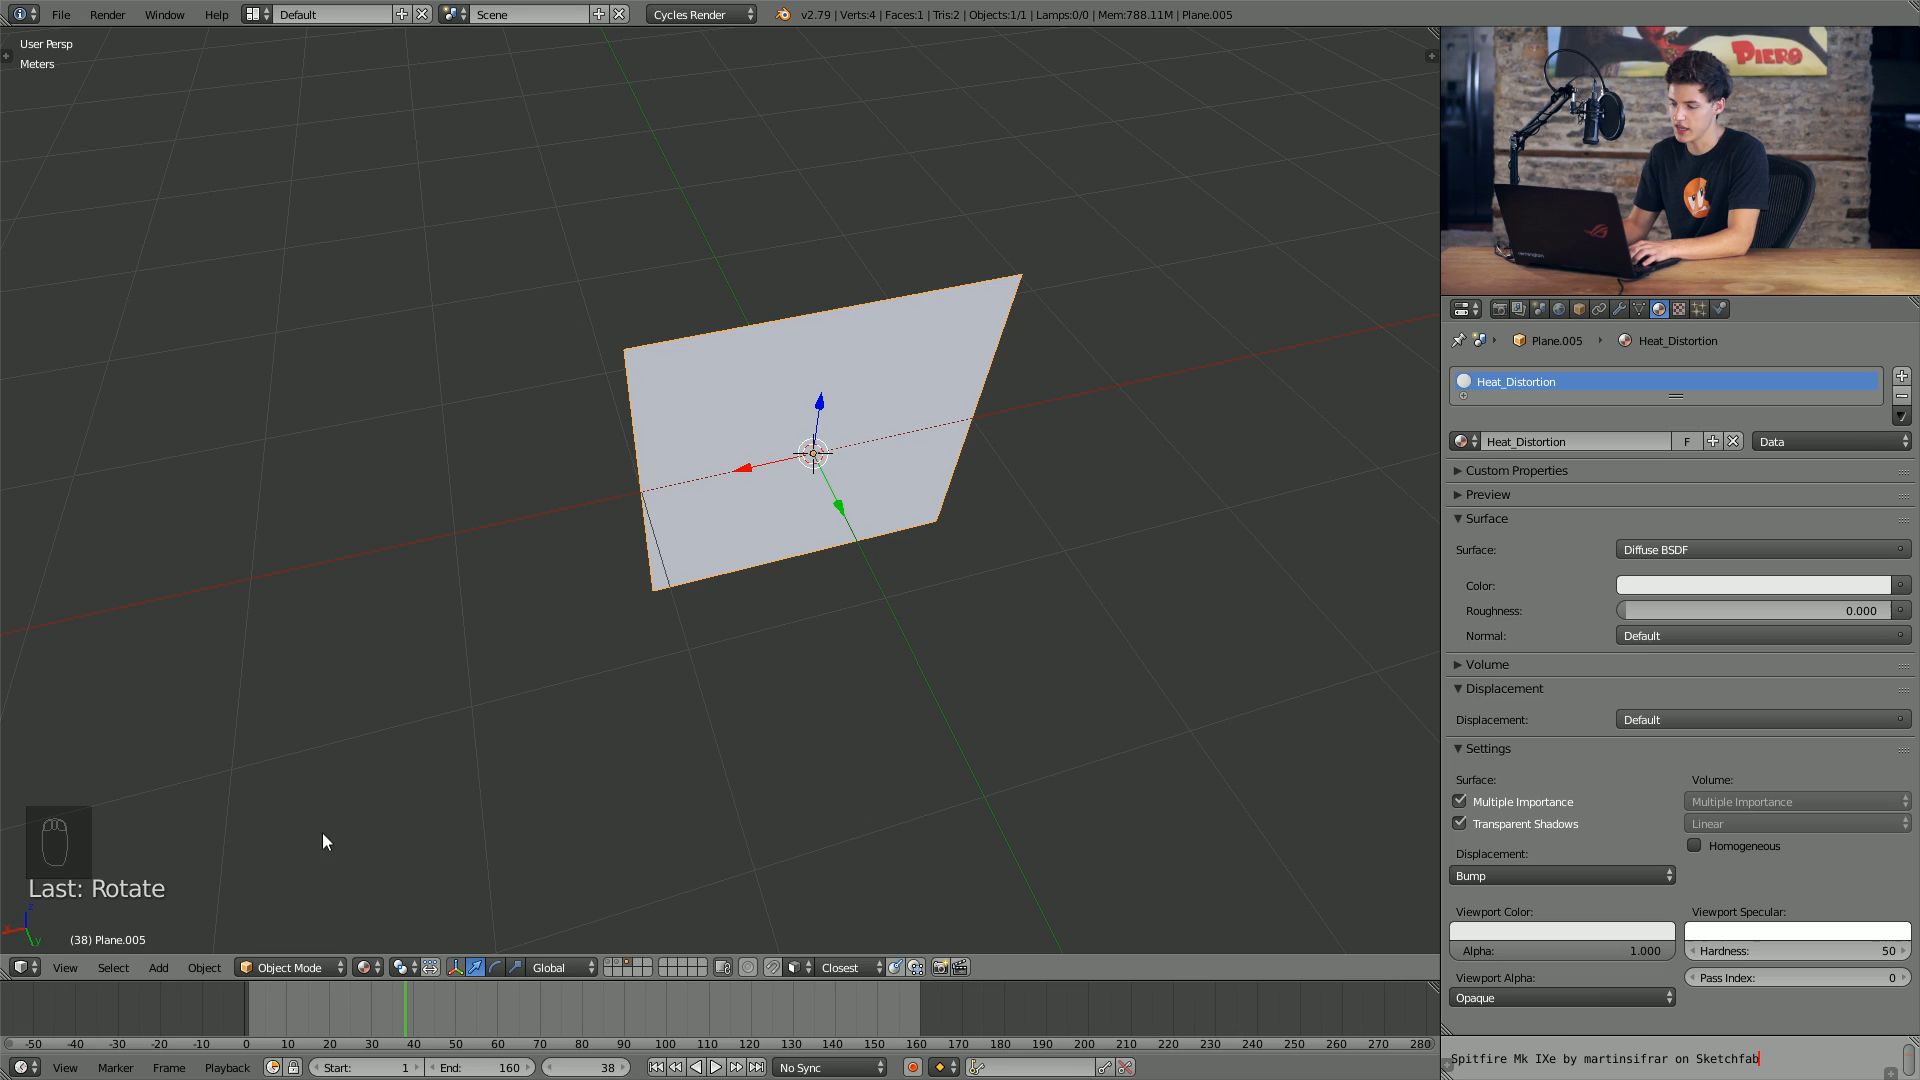 File Render Window Help Default Scene Cycles Render v2.79 | Verts:4 | Faces:1 | Tris:2 | Objects:1/1 | Lamps:0/0 | Mem:788.11M | Plane.005
User Persp
Meters
PIERO
remington
Plane.005 Heat_Distortion
Heat_Distortion
Heat_Distortion F Data
Custom Properties
Preview
Surface
Surface: Diffuse BSDF
Color:
Roughness: 0.000
Normal: Default
Volume
Displacement
Displacement: Default
Settings
Surface: Volume:
Multiple Importance Multiple Importance
Transparent Shadows Linear
Homogeneous
Displacement:
Bump
Viewport Color: Viewport Specular:
Alpha: 1.000 Hardness: 50
Viewport Alpha: Pass Index: 0
Opaque
Last: Rotate
z
x
y
(38) Plane.005
View Select Add Object Object Mode Global Closest
-50 -40 -30 -20 -10 0 10 20 30 40 50 60 70 80 90 100 110 120 130 140 150 160 170 180 190 200 210 220 230 240 250 260 270 280
View Marker Frame Playback Start: 1 End: 160 38 No Sync
Spitfire Mk IXe by martinsifrar on Sketchfab